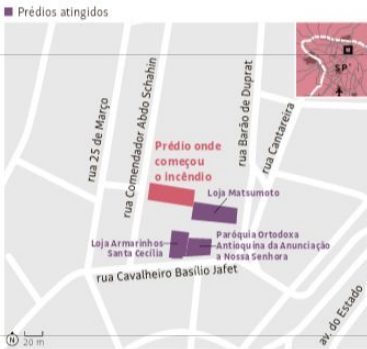 Prédios atingidos
SP
rua 25 de Março
rua Comendador Abdo Schahin
rua Barão de Duprat
rua Cantareira
Prédio onde
começou
o incêndio
Loja Matsumoto
Loja Armarinhos
Santa Cecília
Paróquia Ortodoxa
Antioquina da Anunciação
a Nossa Senhora
rua Cavalheiro Basílio Jafet
av. do Estado
N
20 m